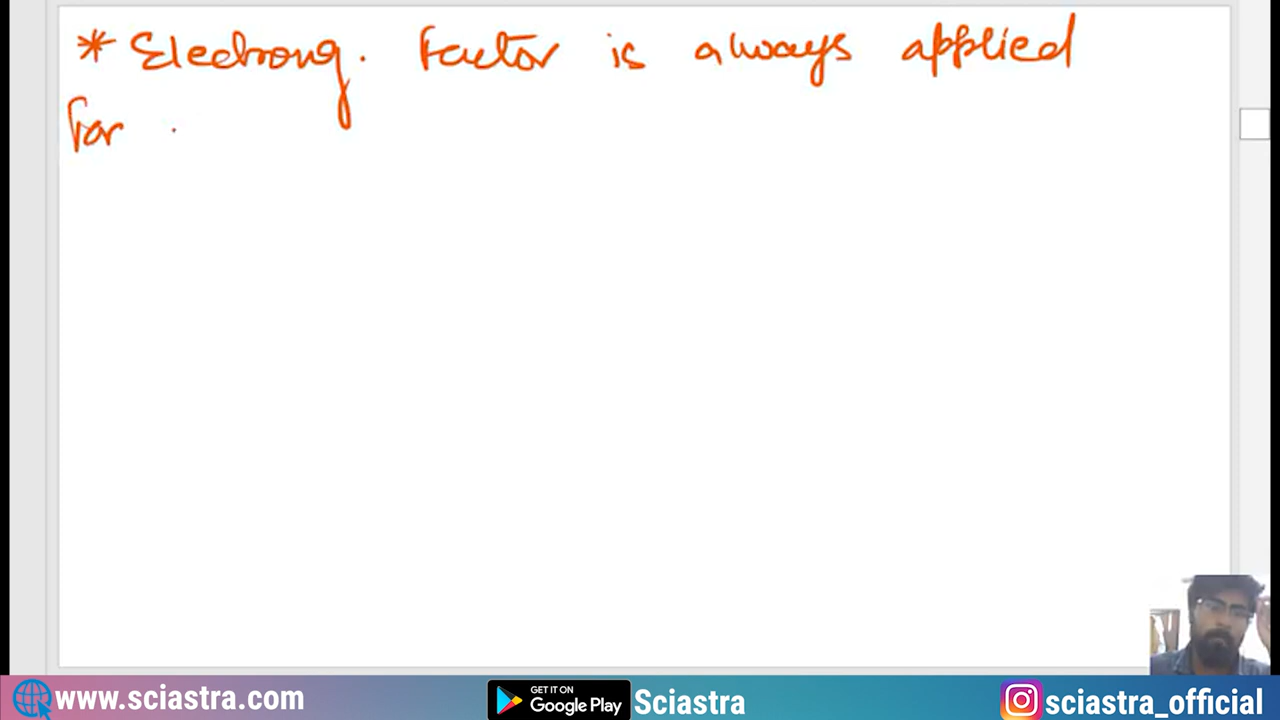 * Electroneg. Factor is always applied
for
www.sciastra.com
GET IT ON
Google Play
Sciastra
sciastra_official